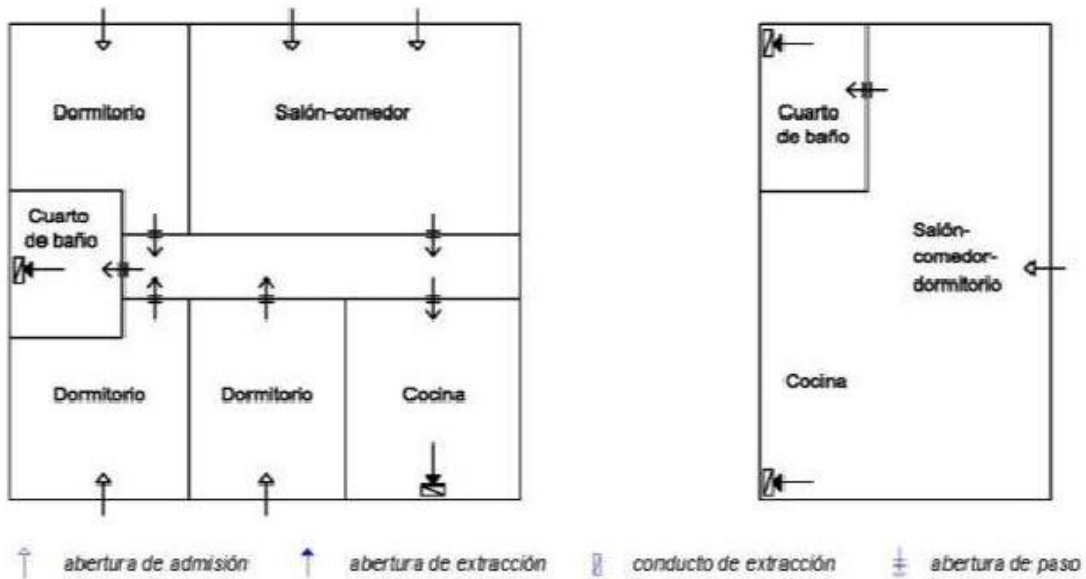 Dormitorio
Salón-comedor
Cuarto
de baño
Dormitorio
Dormitorio
Cocina
Cuarto
de baño
Salón-
comedor-
dormitorio
Cocina
abertura de admisión
abertura de extracción
conducto de extracción
abertura de paso